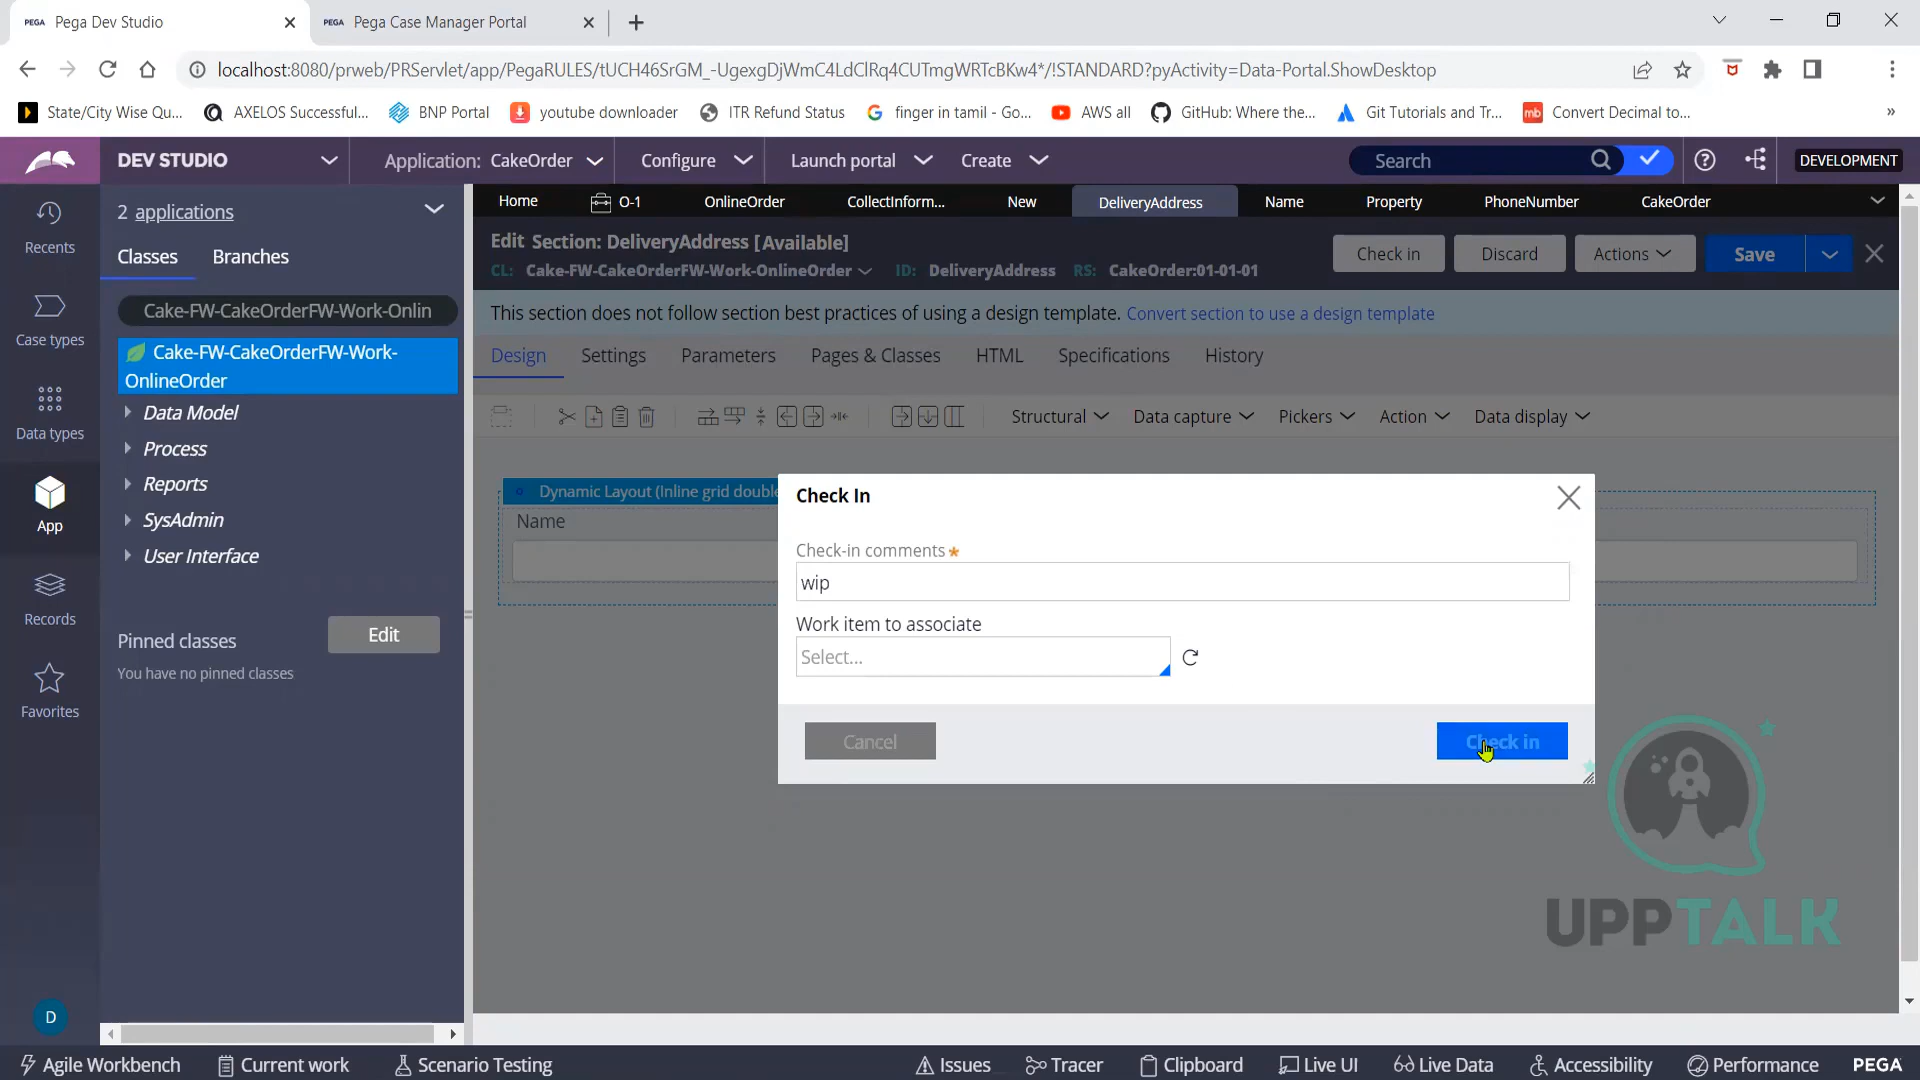 PEGA Pega Dev Studio
PEGA Pega Case Manager Portal
localhost:8080/prweb/PRServlet/app/PegaRULES/tUCH46SrGM_-UgexgDjWmC4LdClRq4CUTmgWRTcBKw4*/!STANDARD?pyActivity=Data-Portal.ShowDesktop
State/City Wise Qu... AXELOS Successful... BNP Portal youtube downloader ITR Refund Status finger in tamil - Go... AWS all GitHub: Where the... Git Tutorials and Tr... mb Convert Decimal to... »
DEV STUDIO Application: CakeOrder Configure Launch portal Create Search DEVELOPMENT
Recents
Case types
Data types
App
Records
Favorites
D
2 applications
Classes Branches
Cake-FW-CakeOrderFW-Work-Onlin
Cake-FW-CakeOrderFW-Work-
OnlineOrder
Data Model
Process
Reports
SysAdmin
User Interface
Pinned classes Edit
You have no pinned classes
Home O-1 OnlineOrder CollectInform... New DeliveryAddress Name Property PhoneNumber CakeOrder
Edit Section: DeliveryAddress [Available]
CL: Cake-FW-CakeOrderFW-Work-OnlineOrder ID: DeliveryAddress RS: CakeOrder:01-01-01
Check in Discard Actions Save
This section does not follow section best practices of using a design template. Convert section to use a design template
Design Settings Parameters Pages & Classes HTML Specifications History
Structural Data capture Pickers Action Data display
Dynamic Layout (Inline grid double
Name
Check In
Check-in comments *
wip
Work item to associate
Select...
Cancel Check in
UPPTALK
Agile Workbench Current work Scenario Testing Issues Tracer Clipboard Live UI Live Data Accessibility Performance PEGA